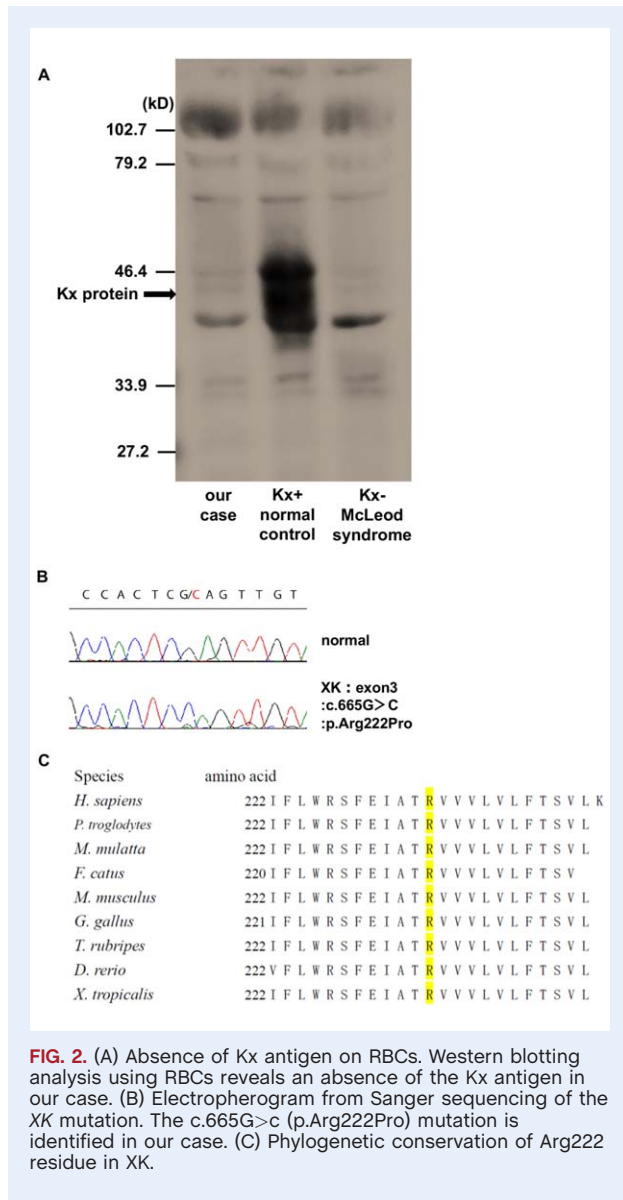 A
(kD)
102.7
79.2
46.4
Kx protein
33.9
27.2
our case
Kx+ normal control
Kx- McLeod syndrome
B
C C A C T C G/C A G T T G T
normal
XK : exon3
:c.665G>C
:p.Arg222Pro
C
Species amino acid
H. sapiens 222 I F L W R S F E I A T R V V V L V L F T S V L K
P. troglodytes 222 I F L W R S F E I A T R V V V L V L F T S V L
M. mulatta 222 I F L W R S F E I A T R V V V L V L F T S V L
F. catus 220 I F L W R S F E I A T R V V V L V L F T S V
M. musculus 222 I F L W R S F E I A T R V V V L V L F T S V L
G. gallus 221 I F L W R S F E I A T R V V V L V L F T S V L
T. rubripes 222 I F L W R S F E I A T R V V V L V L F T S V L
D. rerio 222 V F L W R S F E I A T R V V V L V L F T S V L
X. tropicalis 222 I F L W R S F E I A T R V V V L V L F T S V L
FIG. 2. (A) Absence of Kx antigen on RBCs. Western blotting
analysis using RBCs reveals an absence of the Kx antigen in
our case. (B) Electropherogram from Sanger sequencing of the
XK mutation. The c.665G>c (p.Arg222Pro) mutation is
identified in our case. (C) Phylogenetic conservation of Arg222
residue in XK.